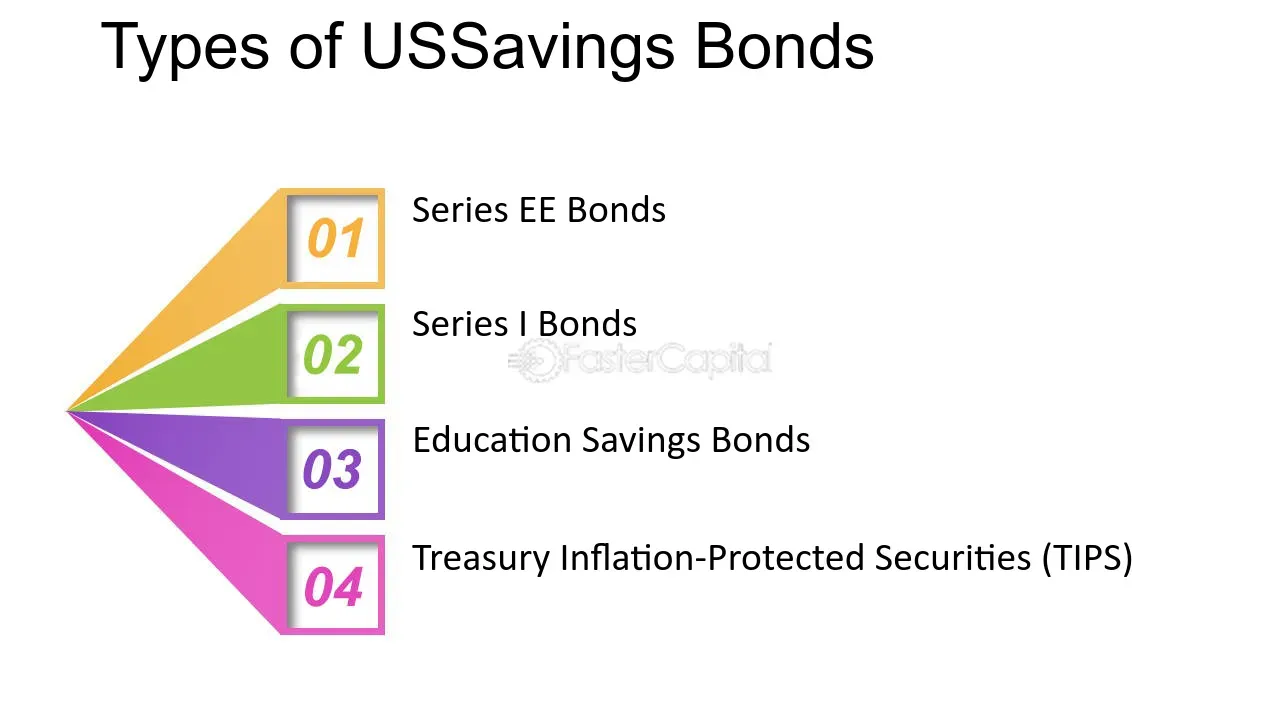 Types of USSavings Bonds
01
Series EE Bonds
02
Series I Bonds
FasterCapital
03
Education Savings Bonds
04
Treasury Inflation-Protected Securities (TIPS)